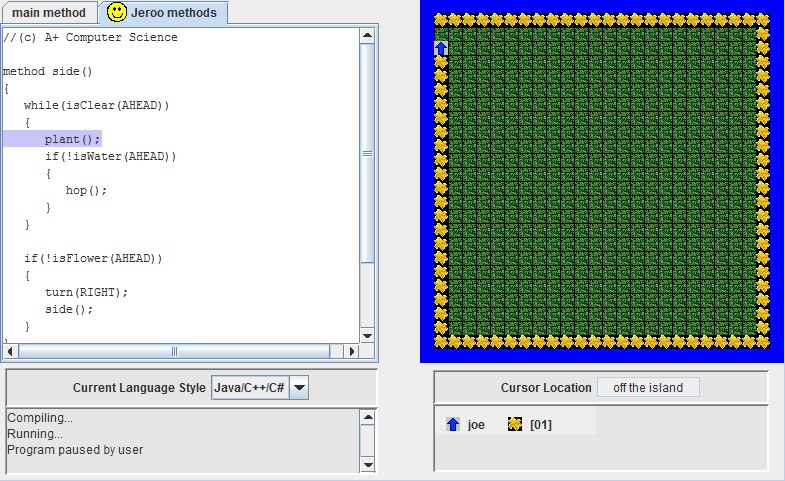 main method
Jeroo methods
//(c) A+ Computer Science
method side()
{
while(isClear(AHEAD))
{
plant();
if(!isWater(AHEAD))
{
hop();
}
}
if(!isFlower(AHEAD))
{
turn(RIGHT);
side();
}
Current Language Style Java/C++/C#
Compiling...
Running...
Program paused by user
Cursor Location off the island
joe [01]